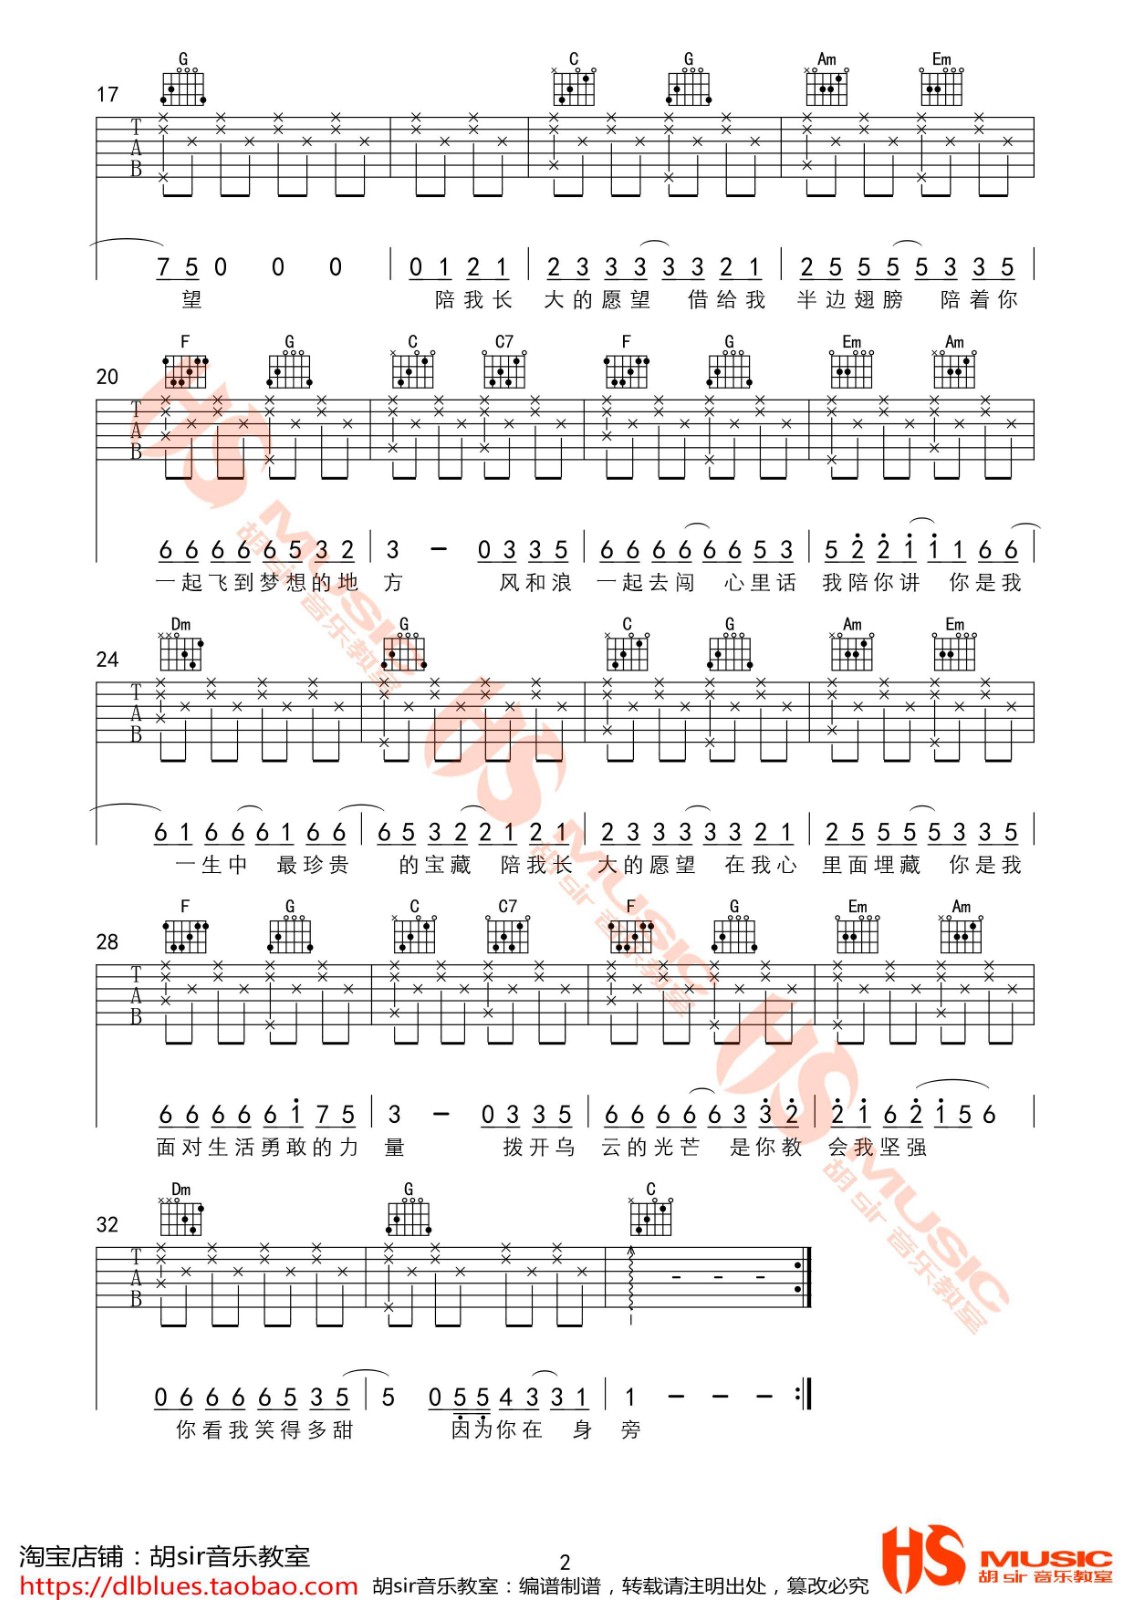 G C G Am Em
17
T
A
B
7 5 0 0 0 0 1 2 1 2 3 3 3 3 3 2 1 2 5 5 5 5 3 3 5
望 陪我长 大的愿望 借给我 半边翅膀 陪着你
F G C C7 F G Em Am
20
T
A
B
6 6 6 6 6 5 3 2 3 – 0 3 3 5 6 6 6 6 6 6 5 3 5 2 2 1 1 1 6 6
一起飞到梦想的地 方 风和浪 一起去闯 心里话 我陪你讲 你是我
Dm G C G Am Em
24
T
A
B
6 1 6 6 6 1 6 6 6 5 3 2 2 1 2 1 2 3 3 3 3 3 2 1 2 5 5 5 5 3 3 5
一生中 最珍贵 的宝藏 陪我长 大的愿望 在我心 里面埋藏 你是我
F G C C7 F G Em Am
28
T
A
B
6 6 6 6 6 1 7 5 3 – 0 3 3 5 6 6 6 6 6 3 3 2 2 1 6 2 1 5 6
面对生活勇敢的力 量 拨开乌 云的光芒 是你教 会我坚强
Dm G C
32
T
A
B
0 6 6 6 6 5 3 5 5 0 5 5 4 3 3 1 1 – – –
你看我笑得多甜 因为你在 身 旁
淘宝店铺：胡sir音乐教室
https://dlblues.taobao.com
2
胡sir音乐教室：编谱制谱，转载请注明出处，篡改必究
HS MUSIC
胡 sir 音乐教室